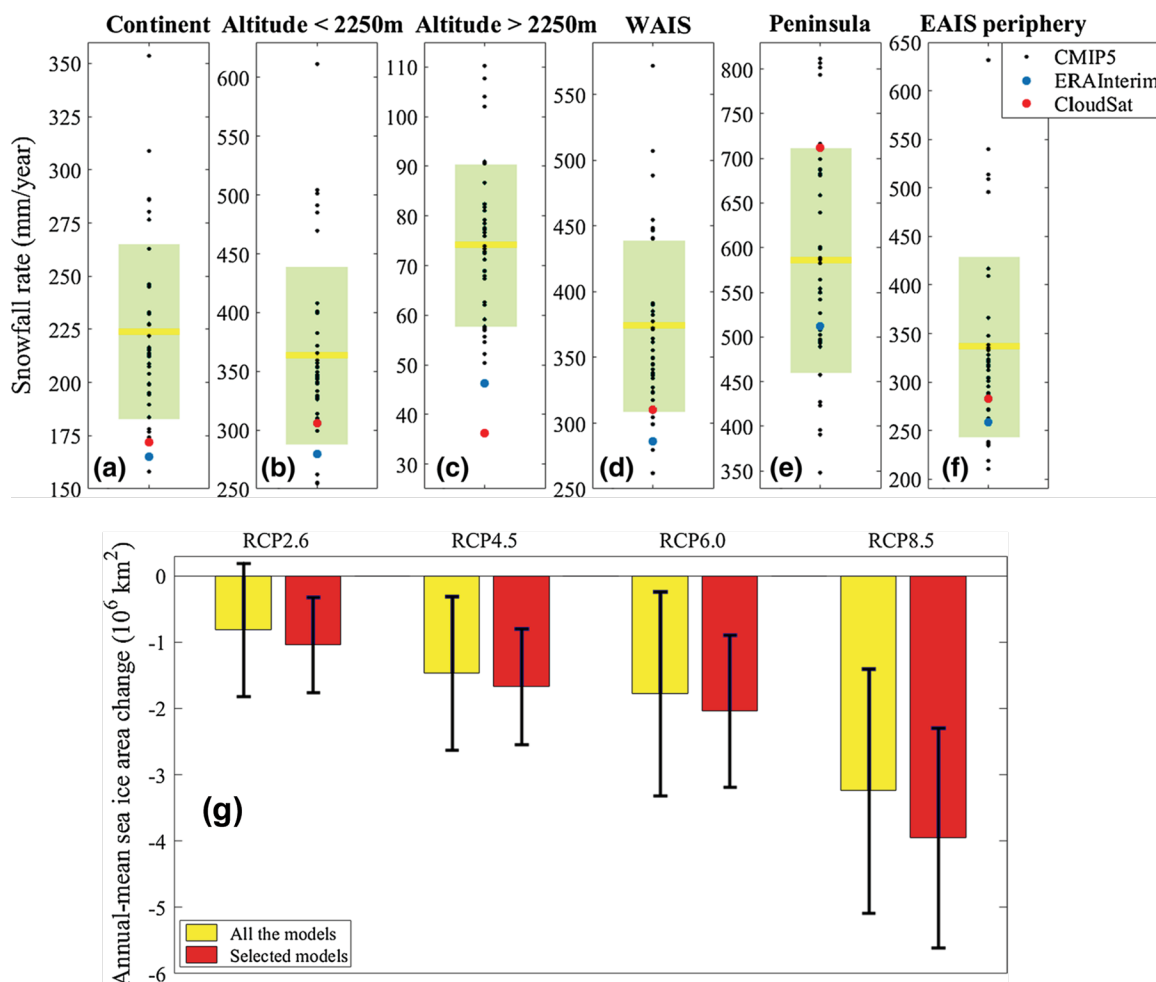 Continent
Altitude < 2250m
Altitude > 2250m
WAIS
Peninsula
EAIS periphery
Snowfall rate (mm/year)
350
325
300
275
250
225
200
175
150
(a)
600
550
500
450
400
350
300
250
(b)
110
100
90
80
70
60
50
40
30
(c)
550
500
450
400
350
300
250
(d)
800
750
700
650
600
550
500
450
400
350
(e)
650
600
550
500
450
400
350
300
250
200
(f)
CMIP5
ERAInterim
CloudSat
RCP2.6
RCP4.5
RCP6.0
RCP8.5
Annual-mean sea ice area change (10⁶ km²)
0
-1
-2
-3
-4
-5
-6
(g)
All the models
Selected models